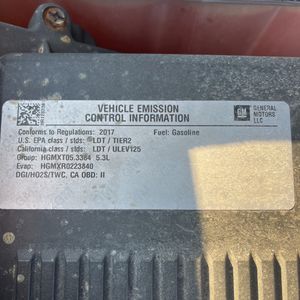 VEHICLE EMISSION
CONTROL INFORMATION
GM
GENERAL
MOTORS
LLC
Conforms to Regulations: 2017 Fuel: Gasoline
U.S. EPA class / stds: LDT / TIER2
California class / stds: LDT / ULEV125
Group: HGMXT05.3384 5.3L
Evap: HGMXR0223840
DGI/HO2S/TWC, CA OBD: II